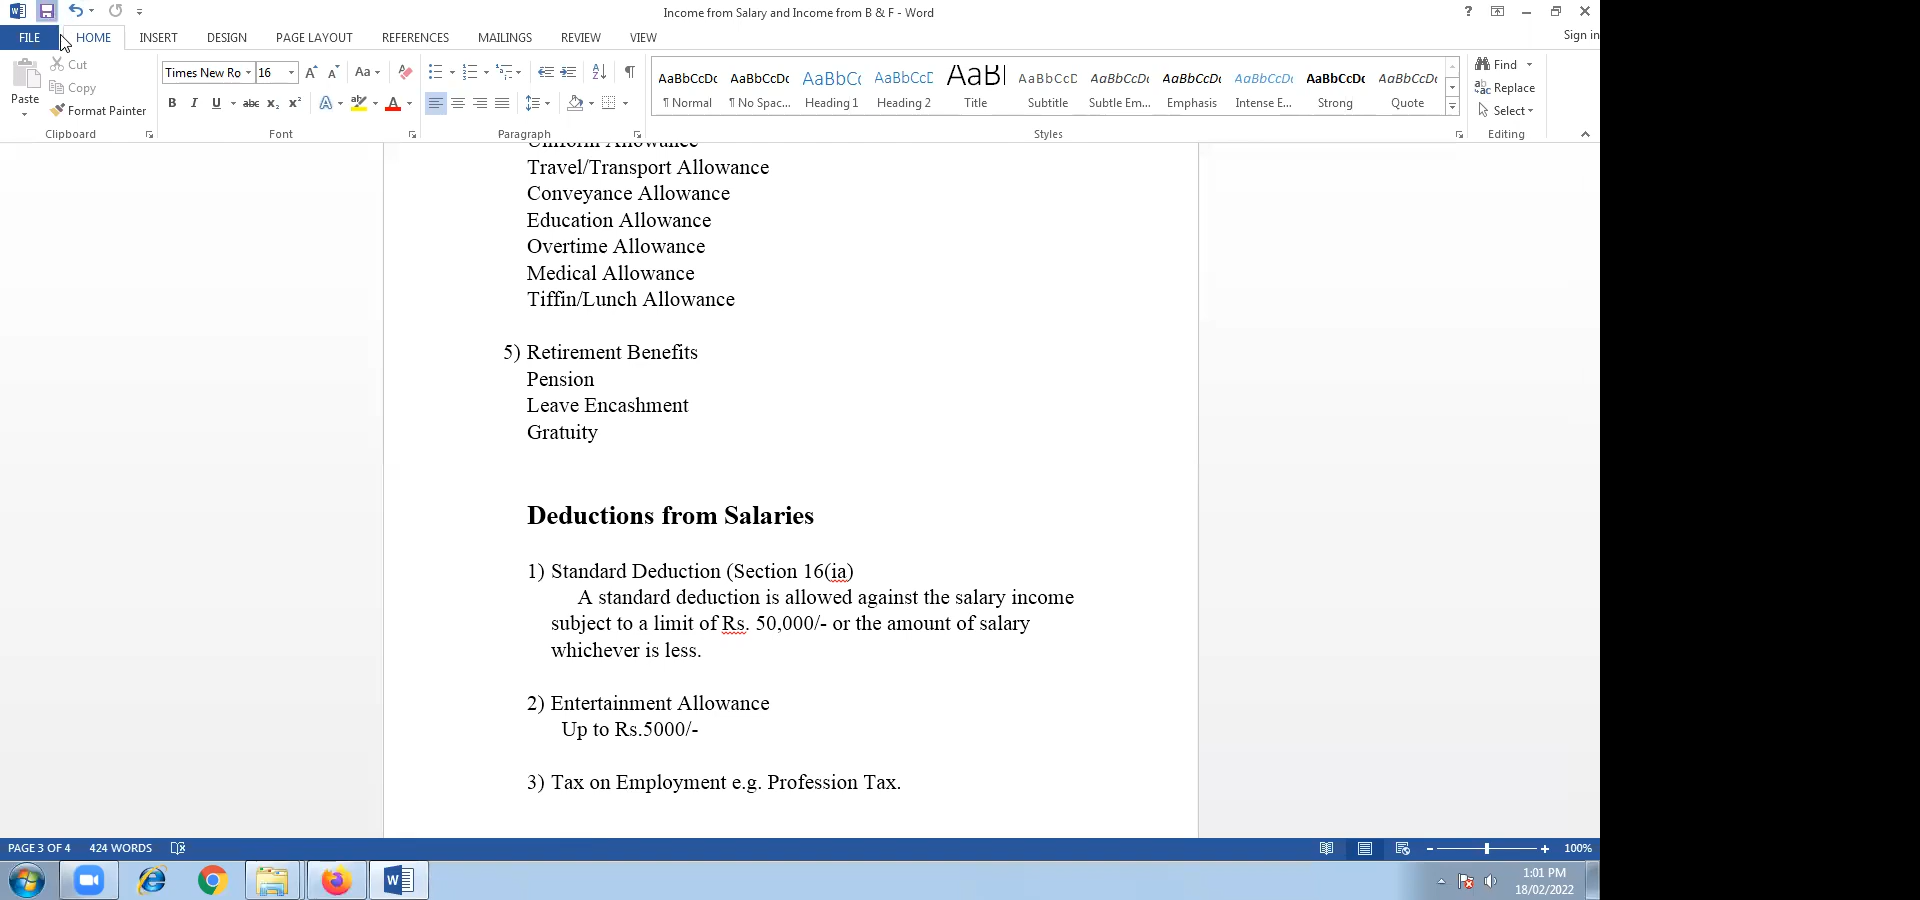 Income from Salary and Income from B & F - Word
?
FILE HOME INSERT DESIGN PAGE LAYOUT REFERENCES MAILINGS REVIEW VIEW
Sign in
Paste
Cut
Copy
Format Painter
Clipboard
Times New Ro 16
Aa
B I U abc x₂ x² A A
Font
Paragraph
AaBbCcDc ¶ Normal
AaBbCcDc ¶ No Spac...
AaBbCc Heading 1
AaBbCcD Heading 2
AaBl Title
AaBbCcD Subtitle
AaBbCcDc Subtle Em...
AaBbCcDc Emphasis
AaBbCcDc Intense E...
AaBbCcDc Strong
AaBbCcDc Quote
Styles
Find
Replace
Select
Editing
Uniform Allowance
Travel/Transport Allowance
Conveyance Allowance
Education Allowance
Overtime Allowance
Medical Allowance
Tiffin/Lunch Allowance
5) Retirement Benefits
Pension
Leave Encashment
Gratuity
Deductions from Salaries
1) Standard Deduction (Section 16(ia)
A standard deduction is allowed against the salary income
subject to a limit of Rs. 50,000/- or the amount of salary
whichever is less.
2) Entertainment Allowance
Up to Rs.5000/-
3) Tax on Employment e.g. Profession Tax.
PAGE 3 OF 4 424 WORDS
100%
1:01 PM
18/02/2022